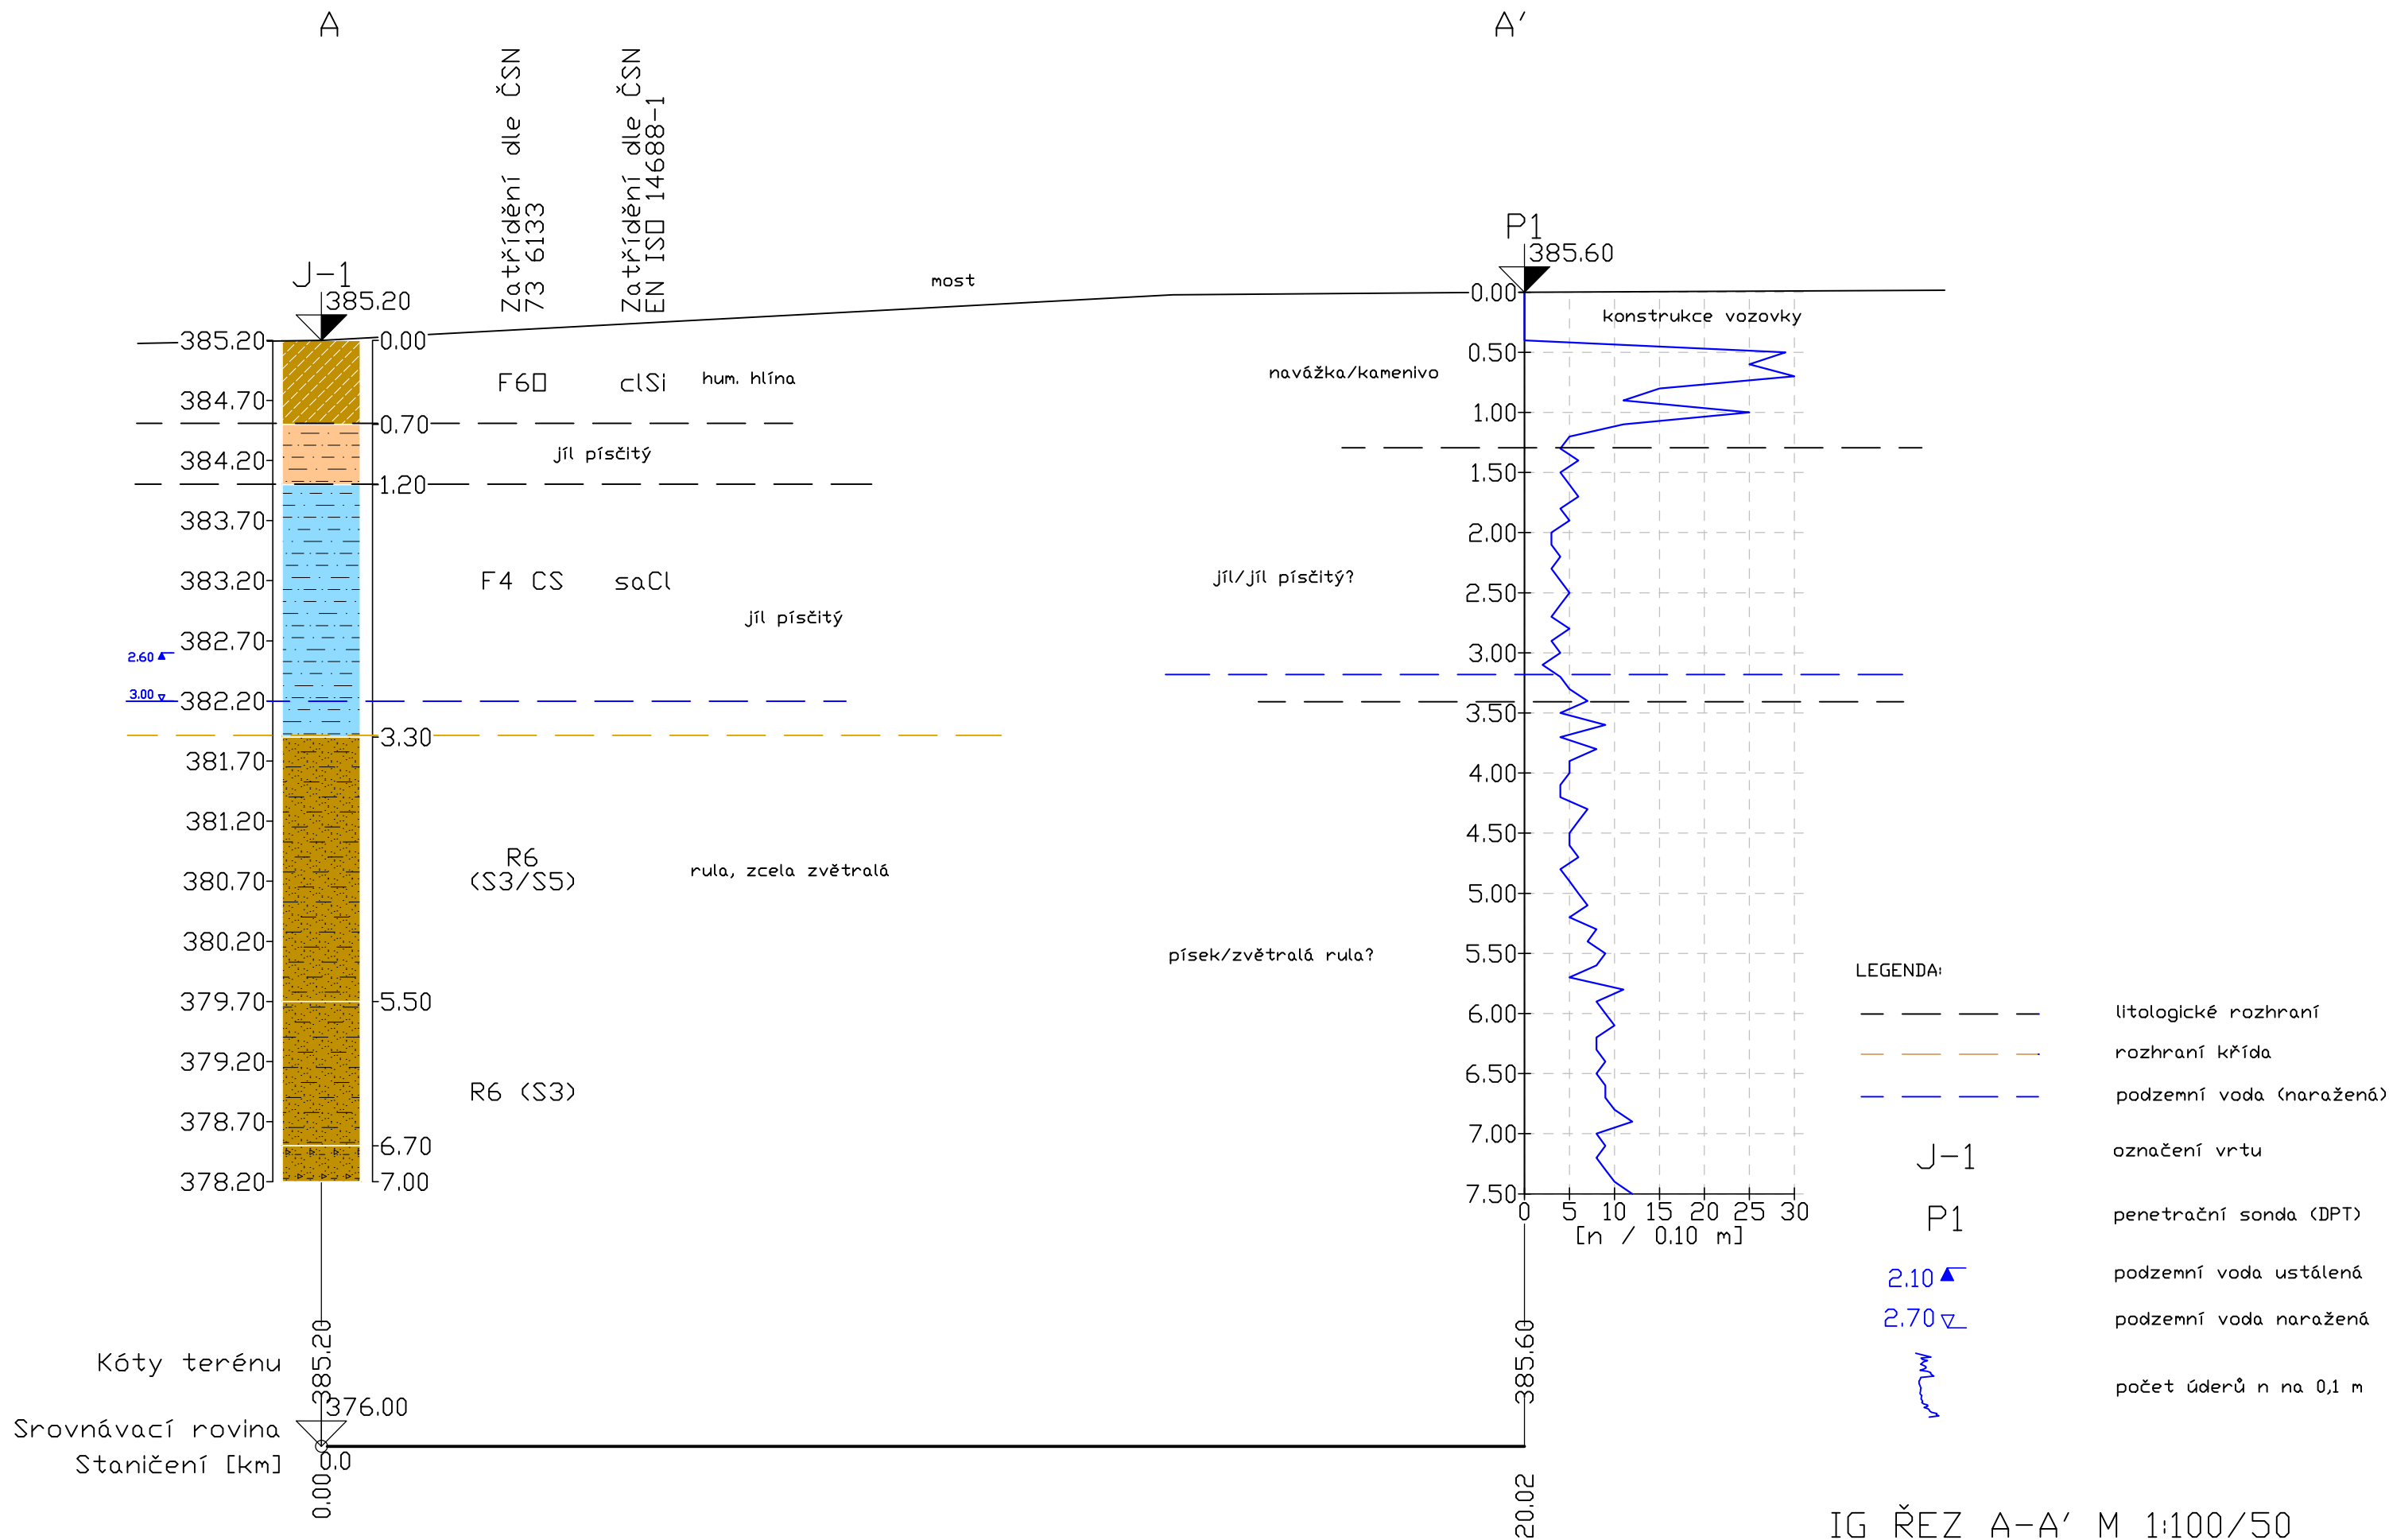 A
A'
Zatřídění dle ČSN
73 6133
Zatřídění dle ČSN
EN ISO 14688-1
J-1
385.20
most
P1
385.60
385.20
384.70
384.20
383.70
383.20
382.70
382.20
381.70
381.20
380.70
380.20
379.70
379.20
378.70
378.20
2.60
3.00
0.00
0.70
1.20
3.30
5.50
6.70
7.00
F6O
clSi
hum. hlína
jíl písčitý
F4 CS
saCl
jíl písčitý
R6
(S3/S5)
rula, zcela zvětralá
R6 (S3)
konstrukce vozovky
navážka/kamenivo
jíl/jíl písčitý?
písek/zvětralá rula?
0.00
0.50
1.00
1.50
2.00
2.50
3.00
3.50
4.00
4.50
5.00
5.50
6.00
6.50
7.00
7.50
0 5 10 15 20 25 30
[n / 0.10 m]
LEGENDA:
litologické rozhraní
rozhraní křída
podzemní voda (naražená)
J-1
označení vrtu
P1
penetrační sonda (DPT)
2.10
podzemní voda ustálená
2.70
podzemní voda naražená
počet úderů n na 0,1 m
Kóty terénu
385.20
385.60
376.00
Srovnávací rovina
0.0
Staničení [km]
0.00
20.02
IG ŘEZ A-A' M 1:100/50